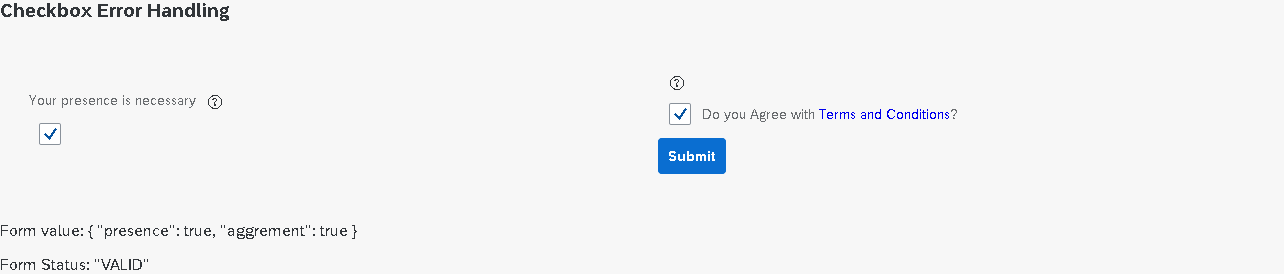 Checkbox Error Handling
Your presence is necessary ?
?
Do you Agree with Terms and Conditions?
Submit
Form value: { "presence": true, "aggrement": true }
Form Status: "VALID"